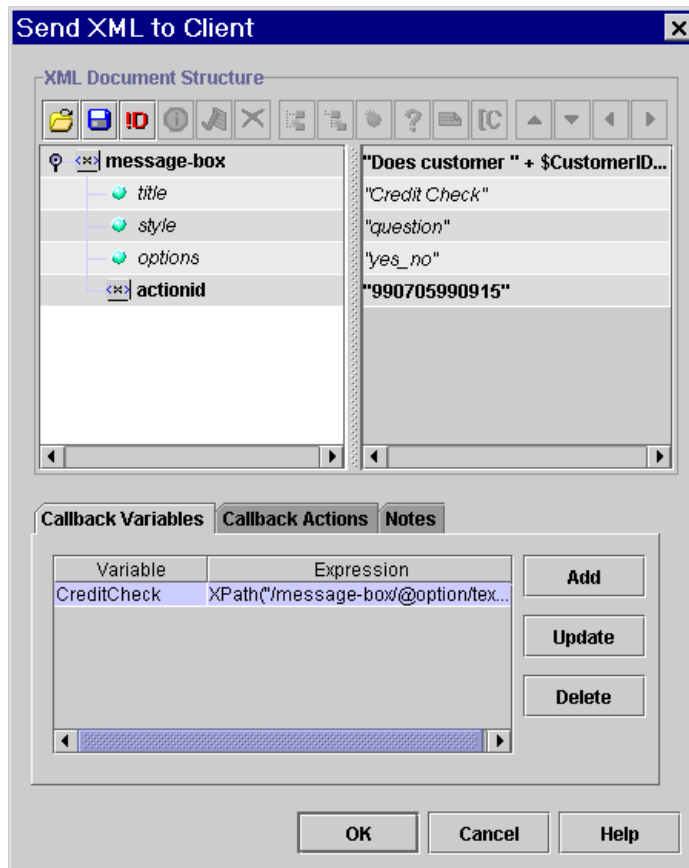 Send XML to Client
XML Document Structure
message-box "Does customer " + $CustomerID...
title "Credit Check"
style "question"
options "yes_no"
actionid "990705990915"
Callback Variables Callback Actions Notes
Variable Expression
CreditCheck XPath("/message-box/@option/tex...
Add
Update
Delete
OK Cancel Help